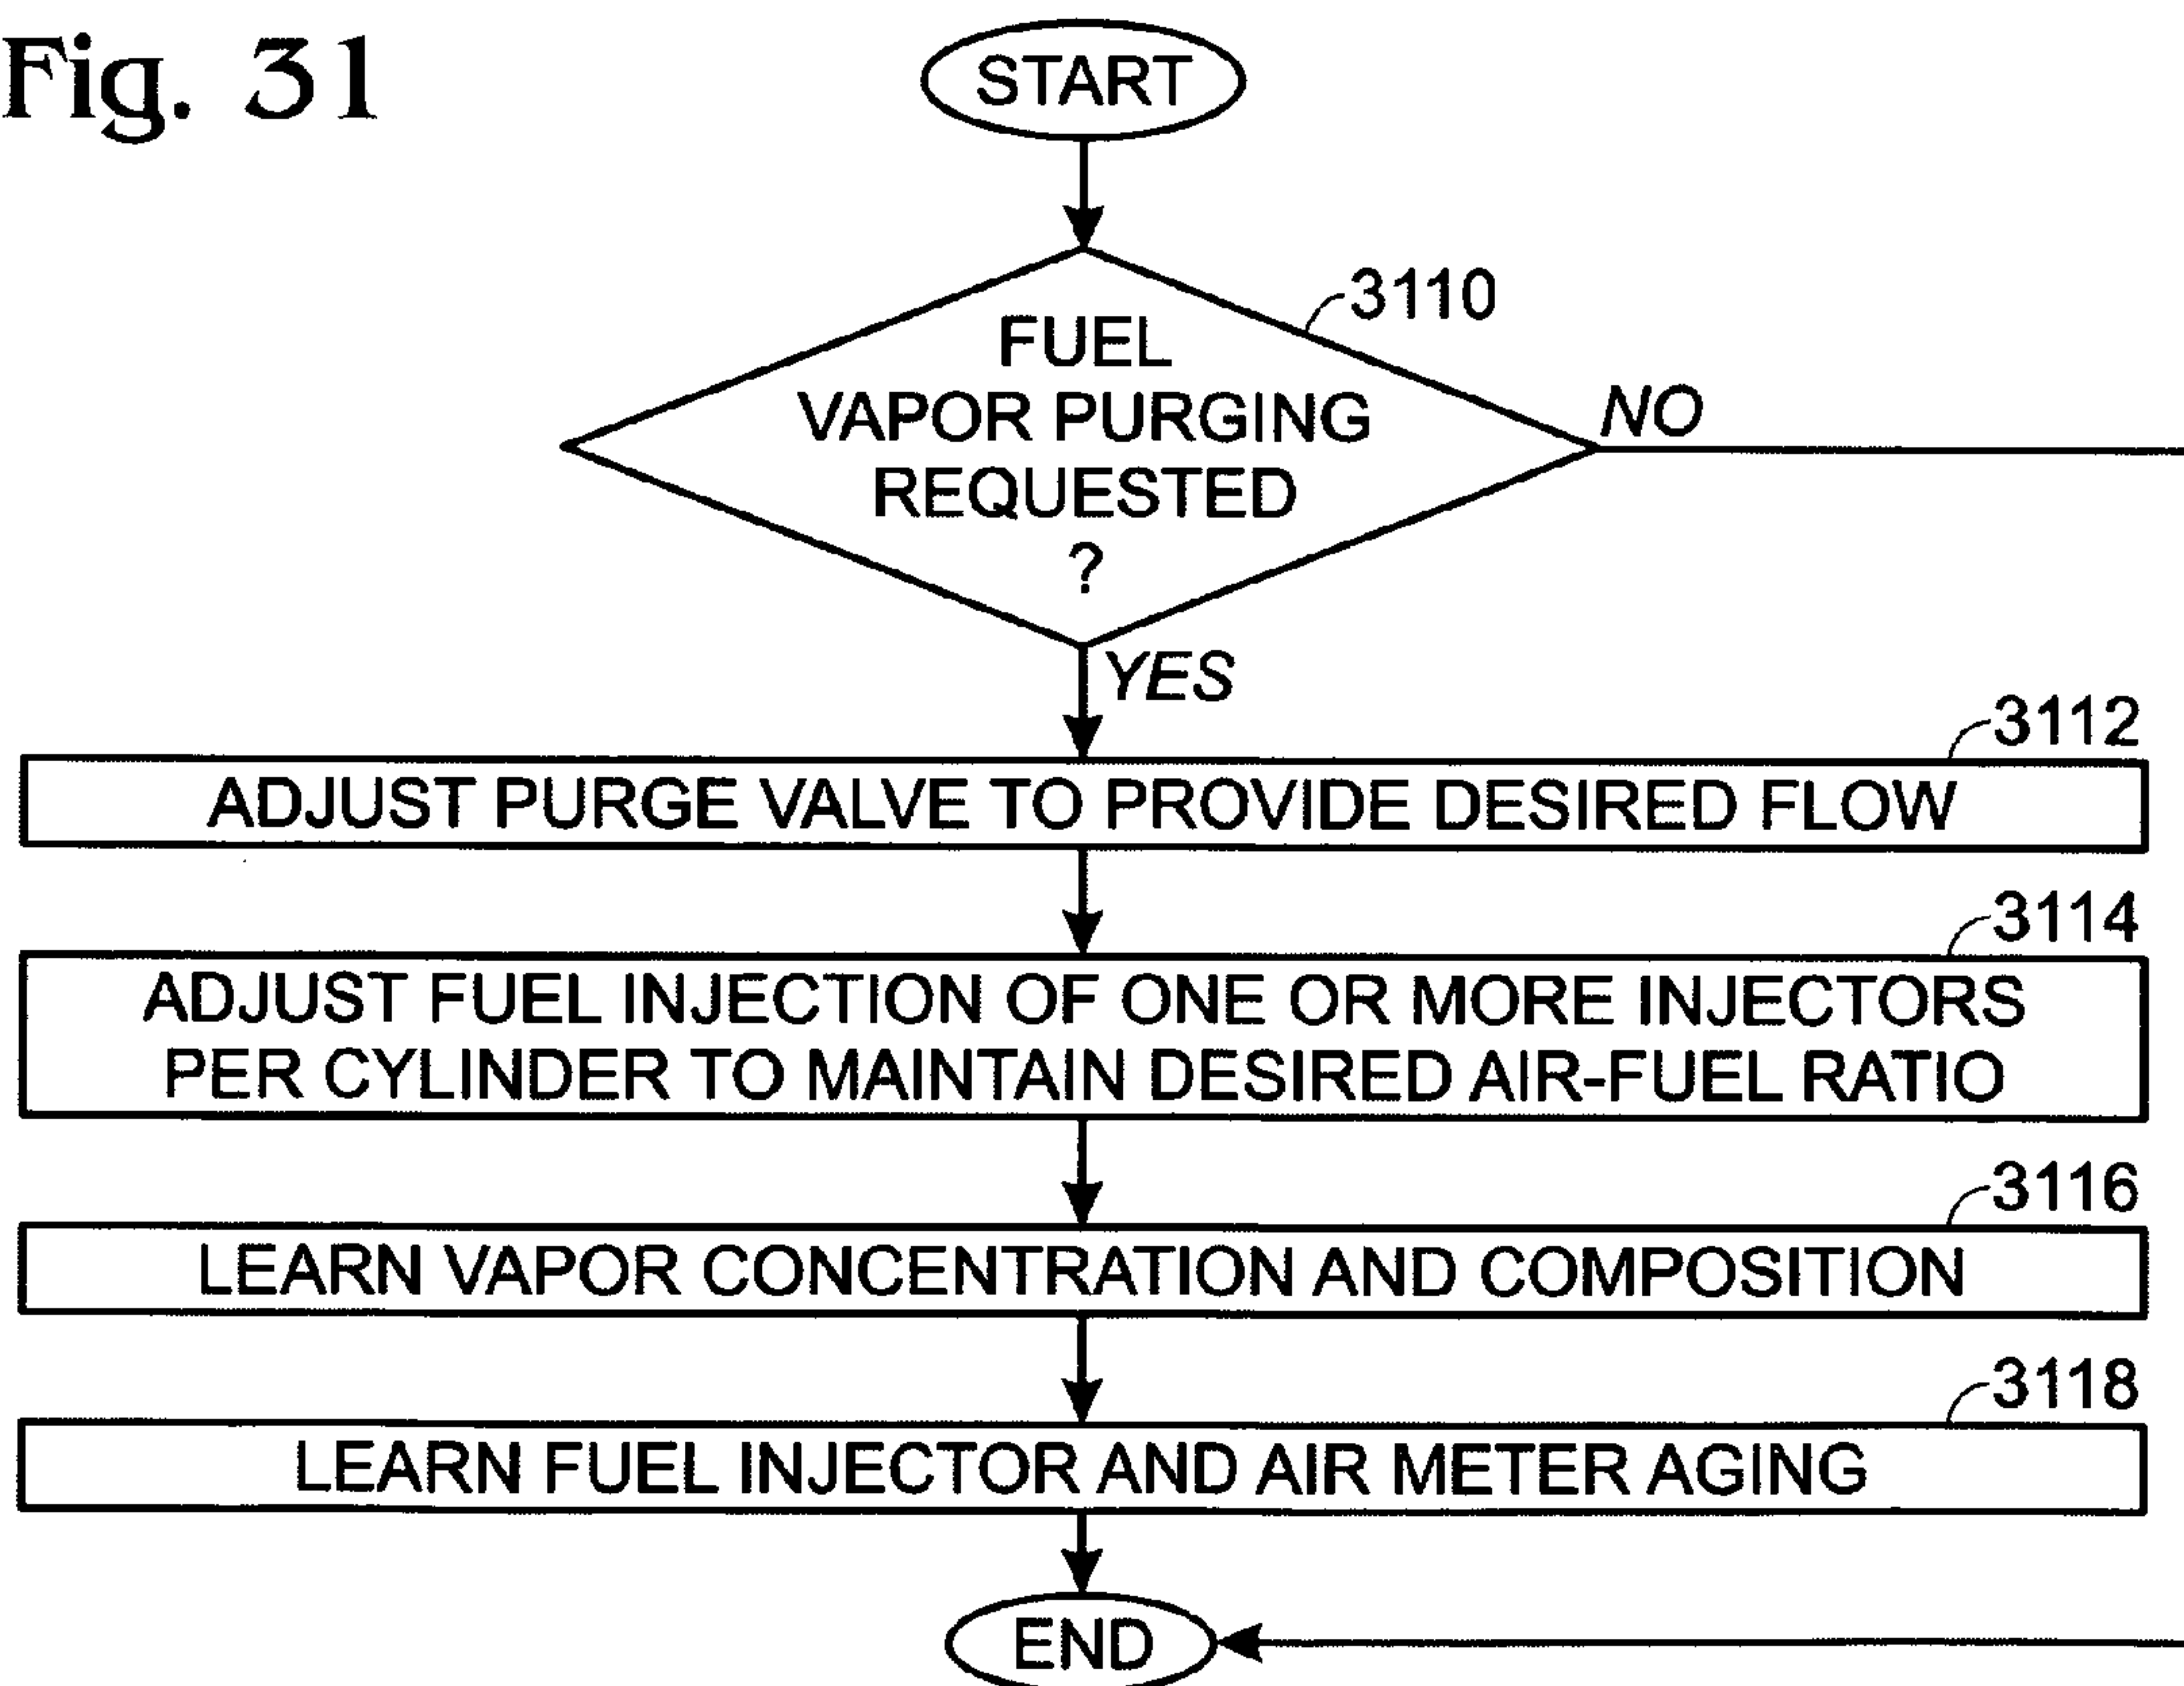 Fig. 31
START
3110
FUEL
VAPOR PURGING
REQUESTED
?
NO
YES
3112
ADJUST PURGE VALVE TO PROVIDE DESIRED FLOW
3114
ADJUST FUEL INJECTION OF ONE OR MORE INJECTORS
PER CYLINDER TO MAINTAIN DESIRED AIR-FUEL RATIO
3116
LEARN VAPOR CONCENTRATION AND COMPOSITION
3118
LEARN FUEL INJECTOR AND AIR METER AGING
END